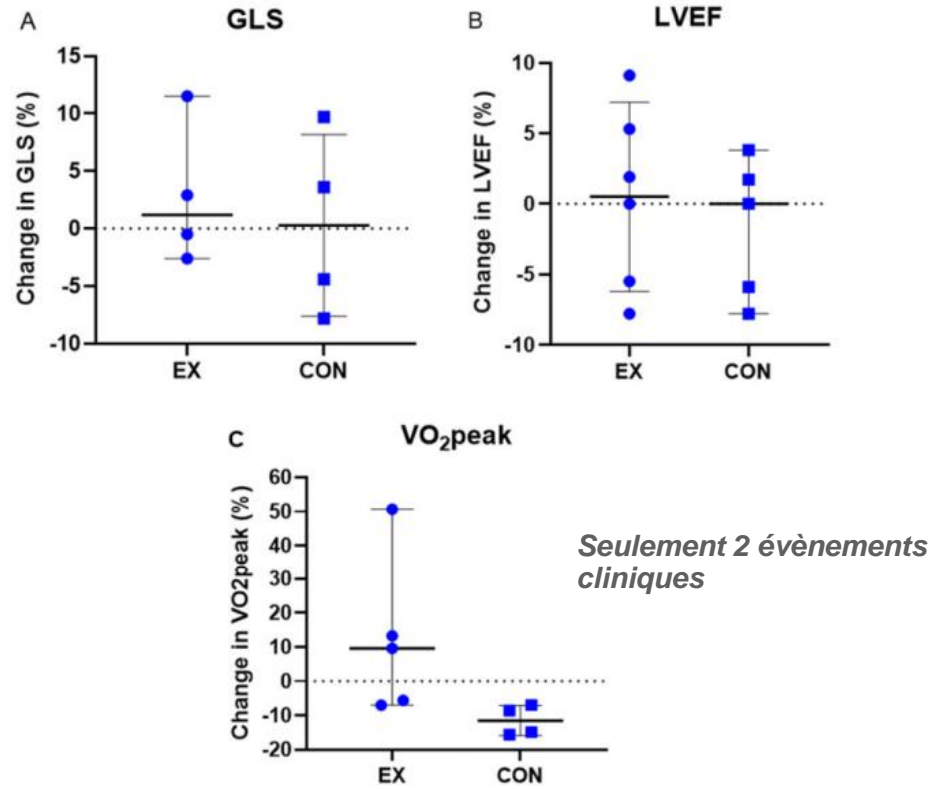 A
GLS
Change in GLS (%)
15
10
5
0
-5
-10
EX CON
B
LVEF
Change in LVEF (%)
10
5
0
-5
-10
EX CON
C
VO₂peak
Change in VO2peak (%)
60
50
40
30
20
10
0
-10
-20
EX CON
Seulement 2 évènements
cliniques